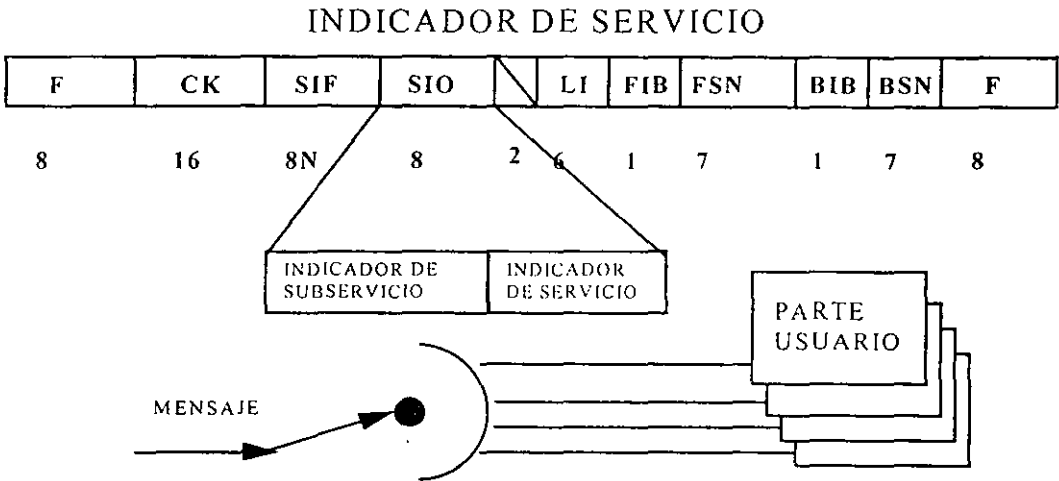 INDICADOR DE SERVICIO
F CK SIF SIO LI FIB FSN BIB BSN F
8 16 8N 8 2 6 1 7 1 7 8
INDICADOR DE
SUBSERVICIO
INDICADOR
DE SERVICIO
PARTE
USUARIO
MENSAJE